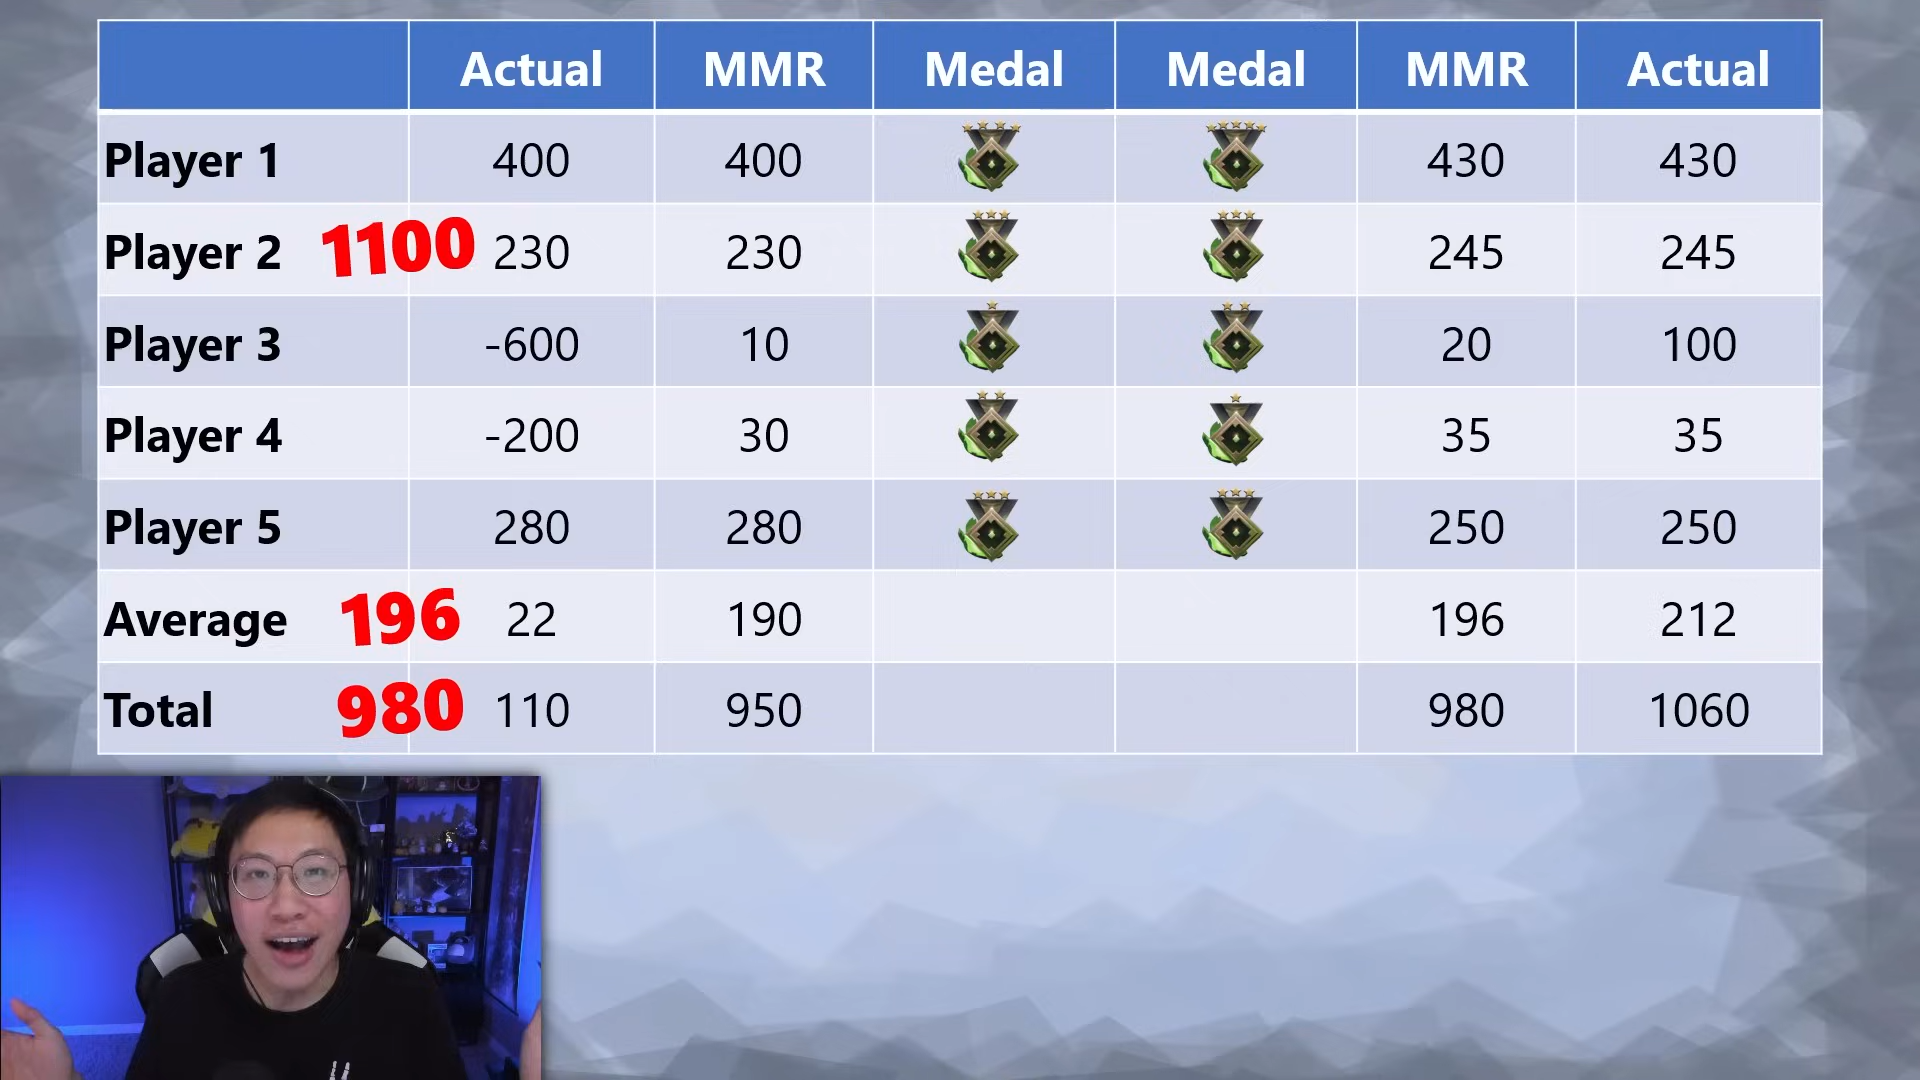 Actual MMR Medal Medal MMR Actual
Player 1 400 400 430 430
Player 2 1100 230 230 245 245
Player 3 -600 10 20 100
Player 4 -200 30 35 35
Player 5 280 280 250 250
Average 196 22 190 196 212
Total 980 110 950 980 1060